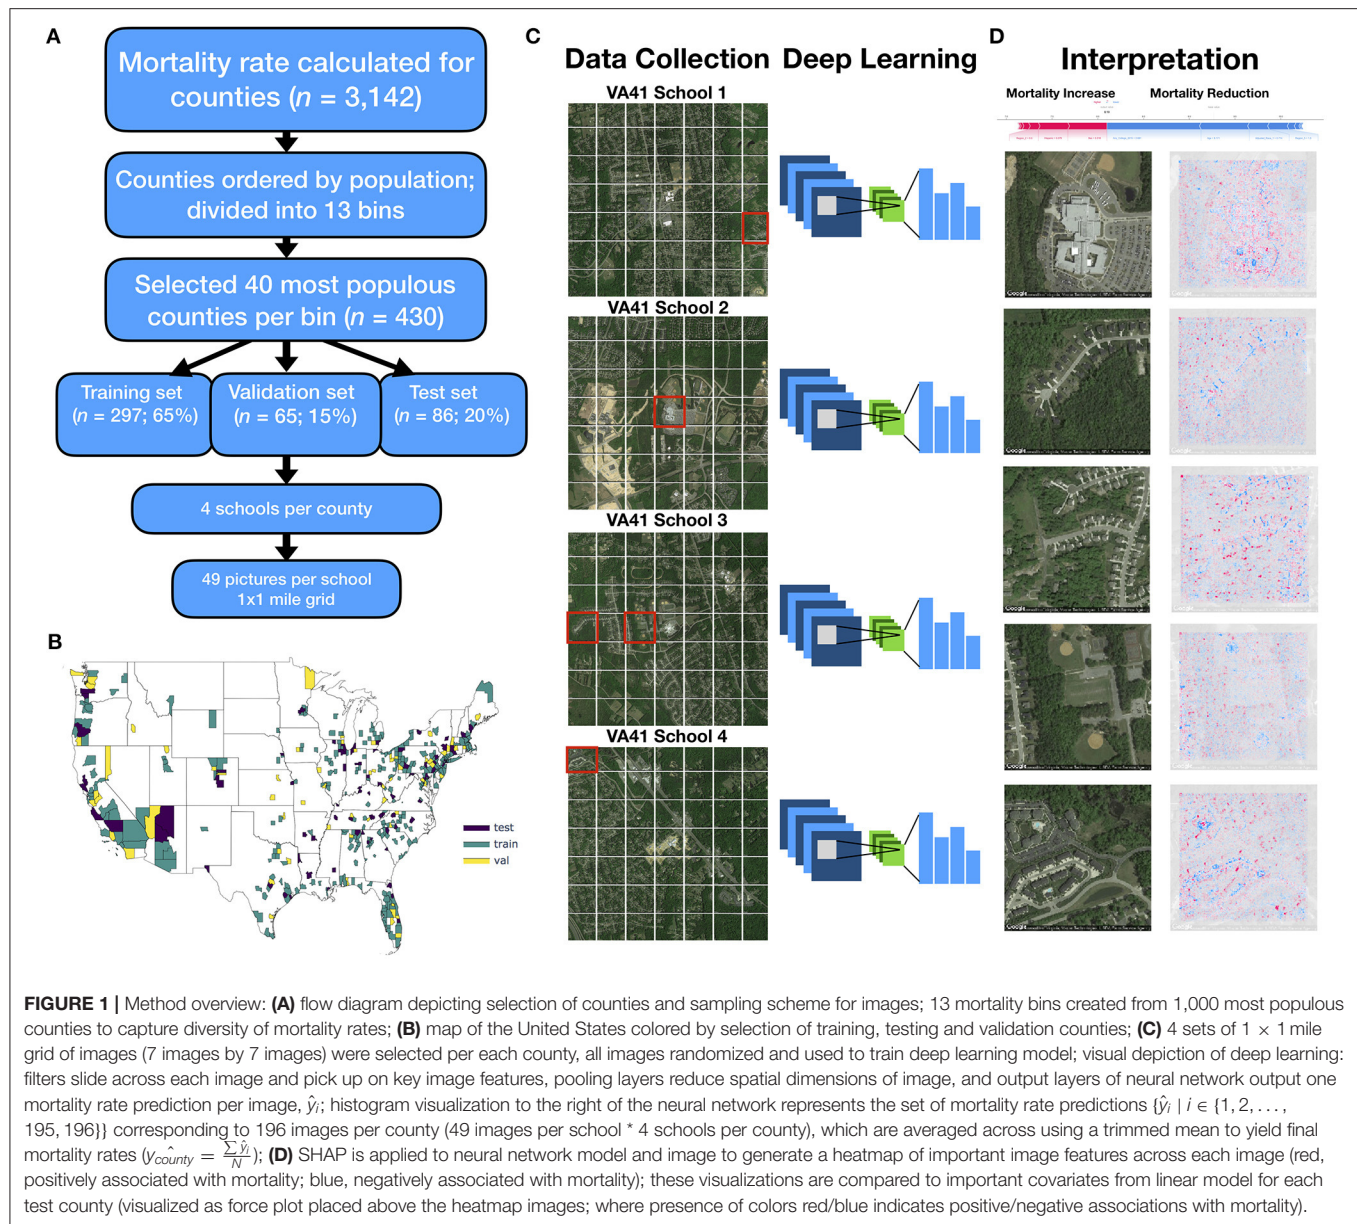 A
Mortality rate calculated for
counties (n = 3,142)
Counties ordered by population;
divided into 13 bins
Selected 40 most populous
counties per bin (n = 430)
Training set
(n = 297; 65%)
Validation set
(n = 65; 15%)
Test set
(n = 86; 20%)
4 schools per county
49 pictures per school
1x1 mile grid
B
test
train
val
C
Data Collection
Deep Learning
VA41 School 1
VA41 School 2
VA41 School 3
VA41 School 4
D
Interpretation
Mortality Increase
Mortality Reduction
Google
Google
Google
Google
Google
FIGURE 1 | Method overview: (A) flow diagram depicting selection of counties and sampling scheme for images; 13 mortality bins created from 1,000 most populous
counties to capture diversity of mortality rates; (B) map of the United States colored by selection of training, testing and validation counties; (C) 4 sets of 1 × 1 mile
grid of images (7 images by 7 images) were selected per each county, all images randomized and used to train deep learning model; visual depiction of deep learning:
filters slide across each image and pick up on key image features, pooling layers reduce spatial dimensions of image, and output layers of neural network output one
mortality rate prediction per image, ŷᵢ; histogram visualization to the right of the neural network represents the set of mortality rate predictions {ŷᵢ | i ∈ {1, 2, . . . ,
195, 196}} corresponding to 196 images per county (49 images per school * 4 schools per county), which are averaged across using a trimmed mean to yield final
mortality rates (ŷ_county = ∑ŷᵢ/N); (D) SHAP is applied to neural network model and image to generate a heatmap of important image features across each image (red,
positively associated with mortality; blue, negatively associated with mortality); these visualizations are compared to important covariates from linear model for each
test county (visualized as force plot placed above the heatmap images; where presence of colors red/blue indicates positive/negative associations with mortality).